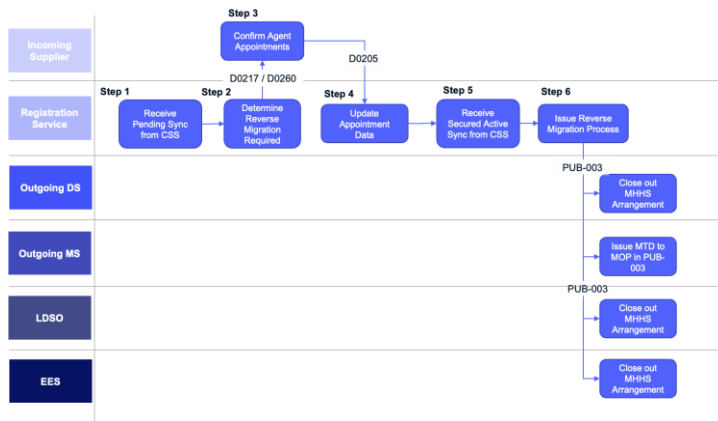 Step 3
Incoming
Supplier
Confirm Agent
Appointments
D0217 / D0260
D0205
Step 1
Step 2
Step 4
Step 5
Step 6
Registration
Service
Receive
Pending Sync
from CSS
Determine
Reverse
Migration
Required
Update
Appointment
Data
Receive
Secured Active
Sync from CSS
Issue Reverse
Migration Process
PUB-003
Outgoing DS
Close out
MHHS
Arrangement
Outgoing MS
Issue MTD to
MOP in PUB-
003
PUB-003
LDSO
Close out
MHHS
Arrangement
EES
Close out
MHHS
Arrangement